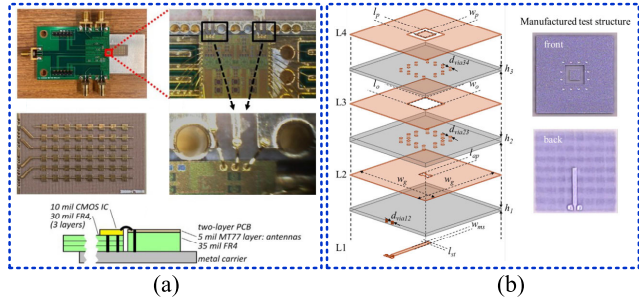 10 mil CMOS IC
30 mil FR4
(3 layers)
two-layer PCB
5 mil MT77 layer: antennas
35 mil FR4
metal carrier
(a)
l_p
w_p
L4
d_via34
h_3
l_o
w_o
L3
d_via23
h_2
l_ap
L2
w_g
w_g
d_via12
h_1
w_ms
L1
l_st
Manufactured test structure
front
back
(b)